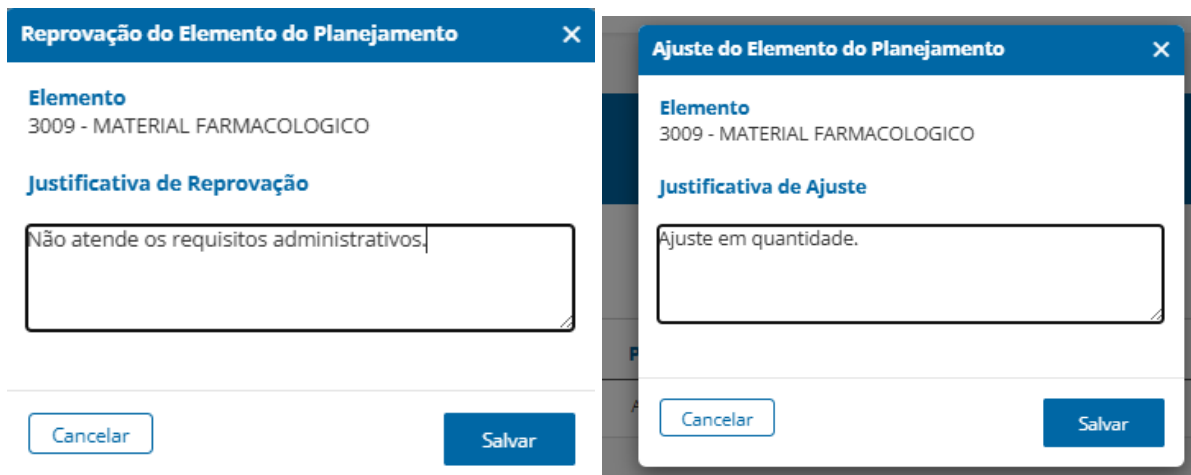 Reprovação do Elemento do Planejamento
Elemento
3009 - MATERIAL FARMACOLOGICO
Justificativa de Reprovação
Não atende os requisitos administrativos.
Cancelar
Salvar
Ajuste do Elemento do Planejamento
Elemento
3009 - MATERIAL FARMACOLOGICO
Justificativa de Ajuste
Ajuste em quantidade.
Cancelar
Salvar